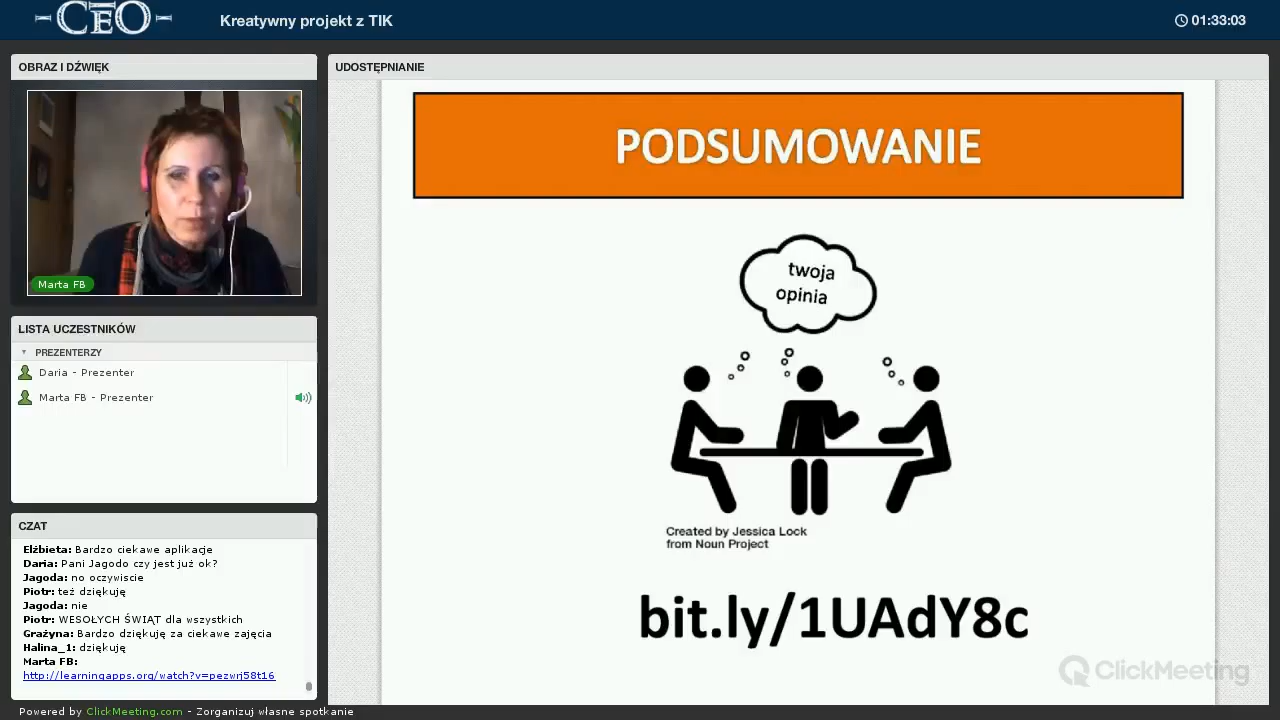 CEO
Kreatywny projekt z TIK
01:33:03
OBRAZ I DŹWIĘK
Marta FB
LISTA UCZESTNIKÓW
PREZENTERZY
Daria - Prezenter
Marta FB - Prezenter
CZAT
Elżbieta: Bardzo ciekawe aplikacje
Daria: Pani Jagodo czy jest już ok?
Jagoda: no oczywiscie
Piotr: też dziękuję
Jagoda: nie
Piotr: WESOŁYCH ŚWIĄT dla wszystkich
Grażyna: Bardzo dziękuję za ciekawe zajęcia
Halina_1: dziękuję
Marta FB:
http://learningapps.org/watch?v=pezwrj58t16
UDOSTĘPNIANIE
PODSUMOWANIE
twoja
opinia
Created by Jessica Lock
from Noun Project
bit.ly/1UAdY8c
ClickMeeting
Powered by ClickMeeting.com - Zorganizuj własne spotkanie